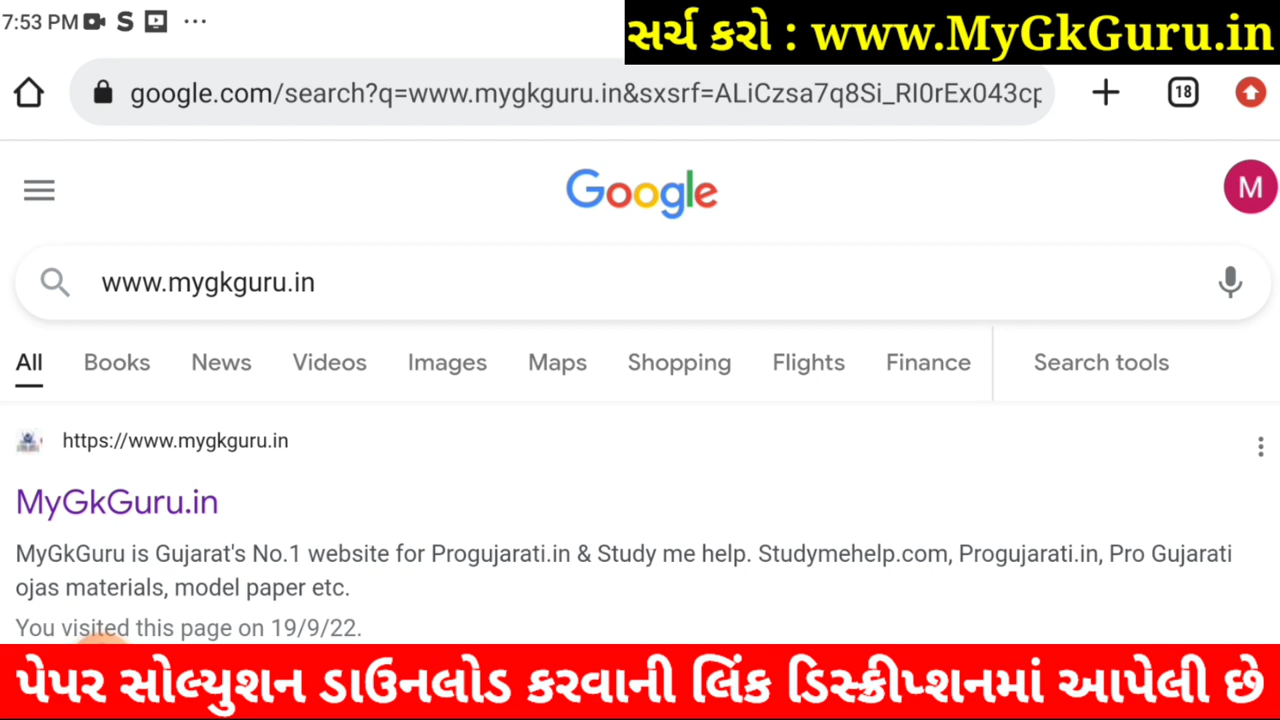 7:53 PM
સર્ચ કરો : www.MyGkGuru.in
google.com/search?q=www.mygkguru.in&sxsrf=ALiCzsa7q8Si_RI0rEx043cp
18
Google
M
www.mygkguru.in
All Books News Videos Images Maps Shopping Flights Finance Search tools
https://www.mygkguru.in
MyGkGuru.in
MyGkGuru is Gujarat's No.1 website for Progujarati.in & Study me help. Studymehelp.com, Progujarati.in, Pro Gujarati
ojas materials, model paper etc.
You visited this page on 19/9/22.
પેપર સોલ્યુશન ડાઉનલોડ કરવાની લિંક ડિસ્ક્રીપ્શનમાં આપેલી છે